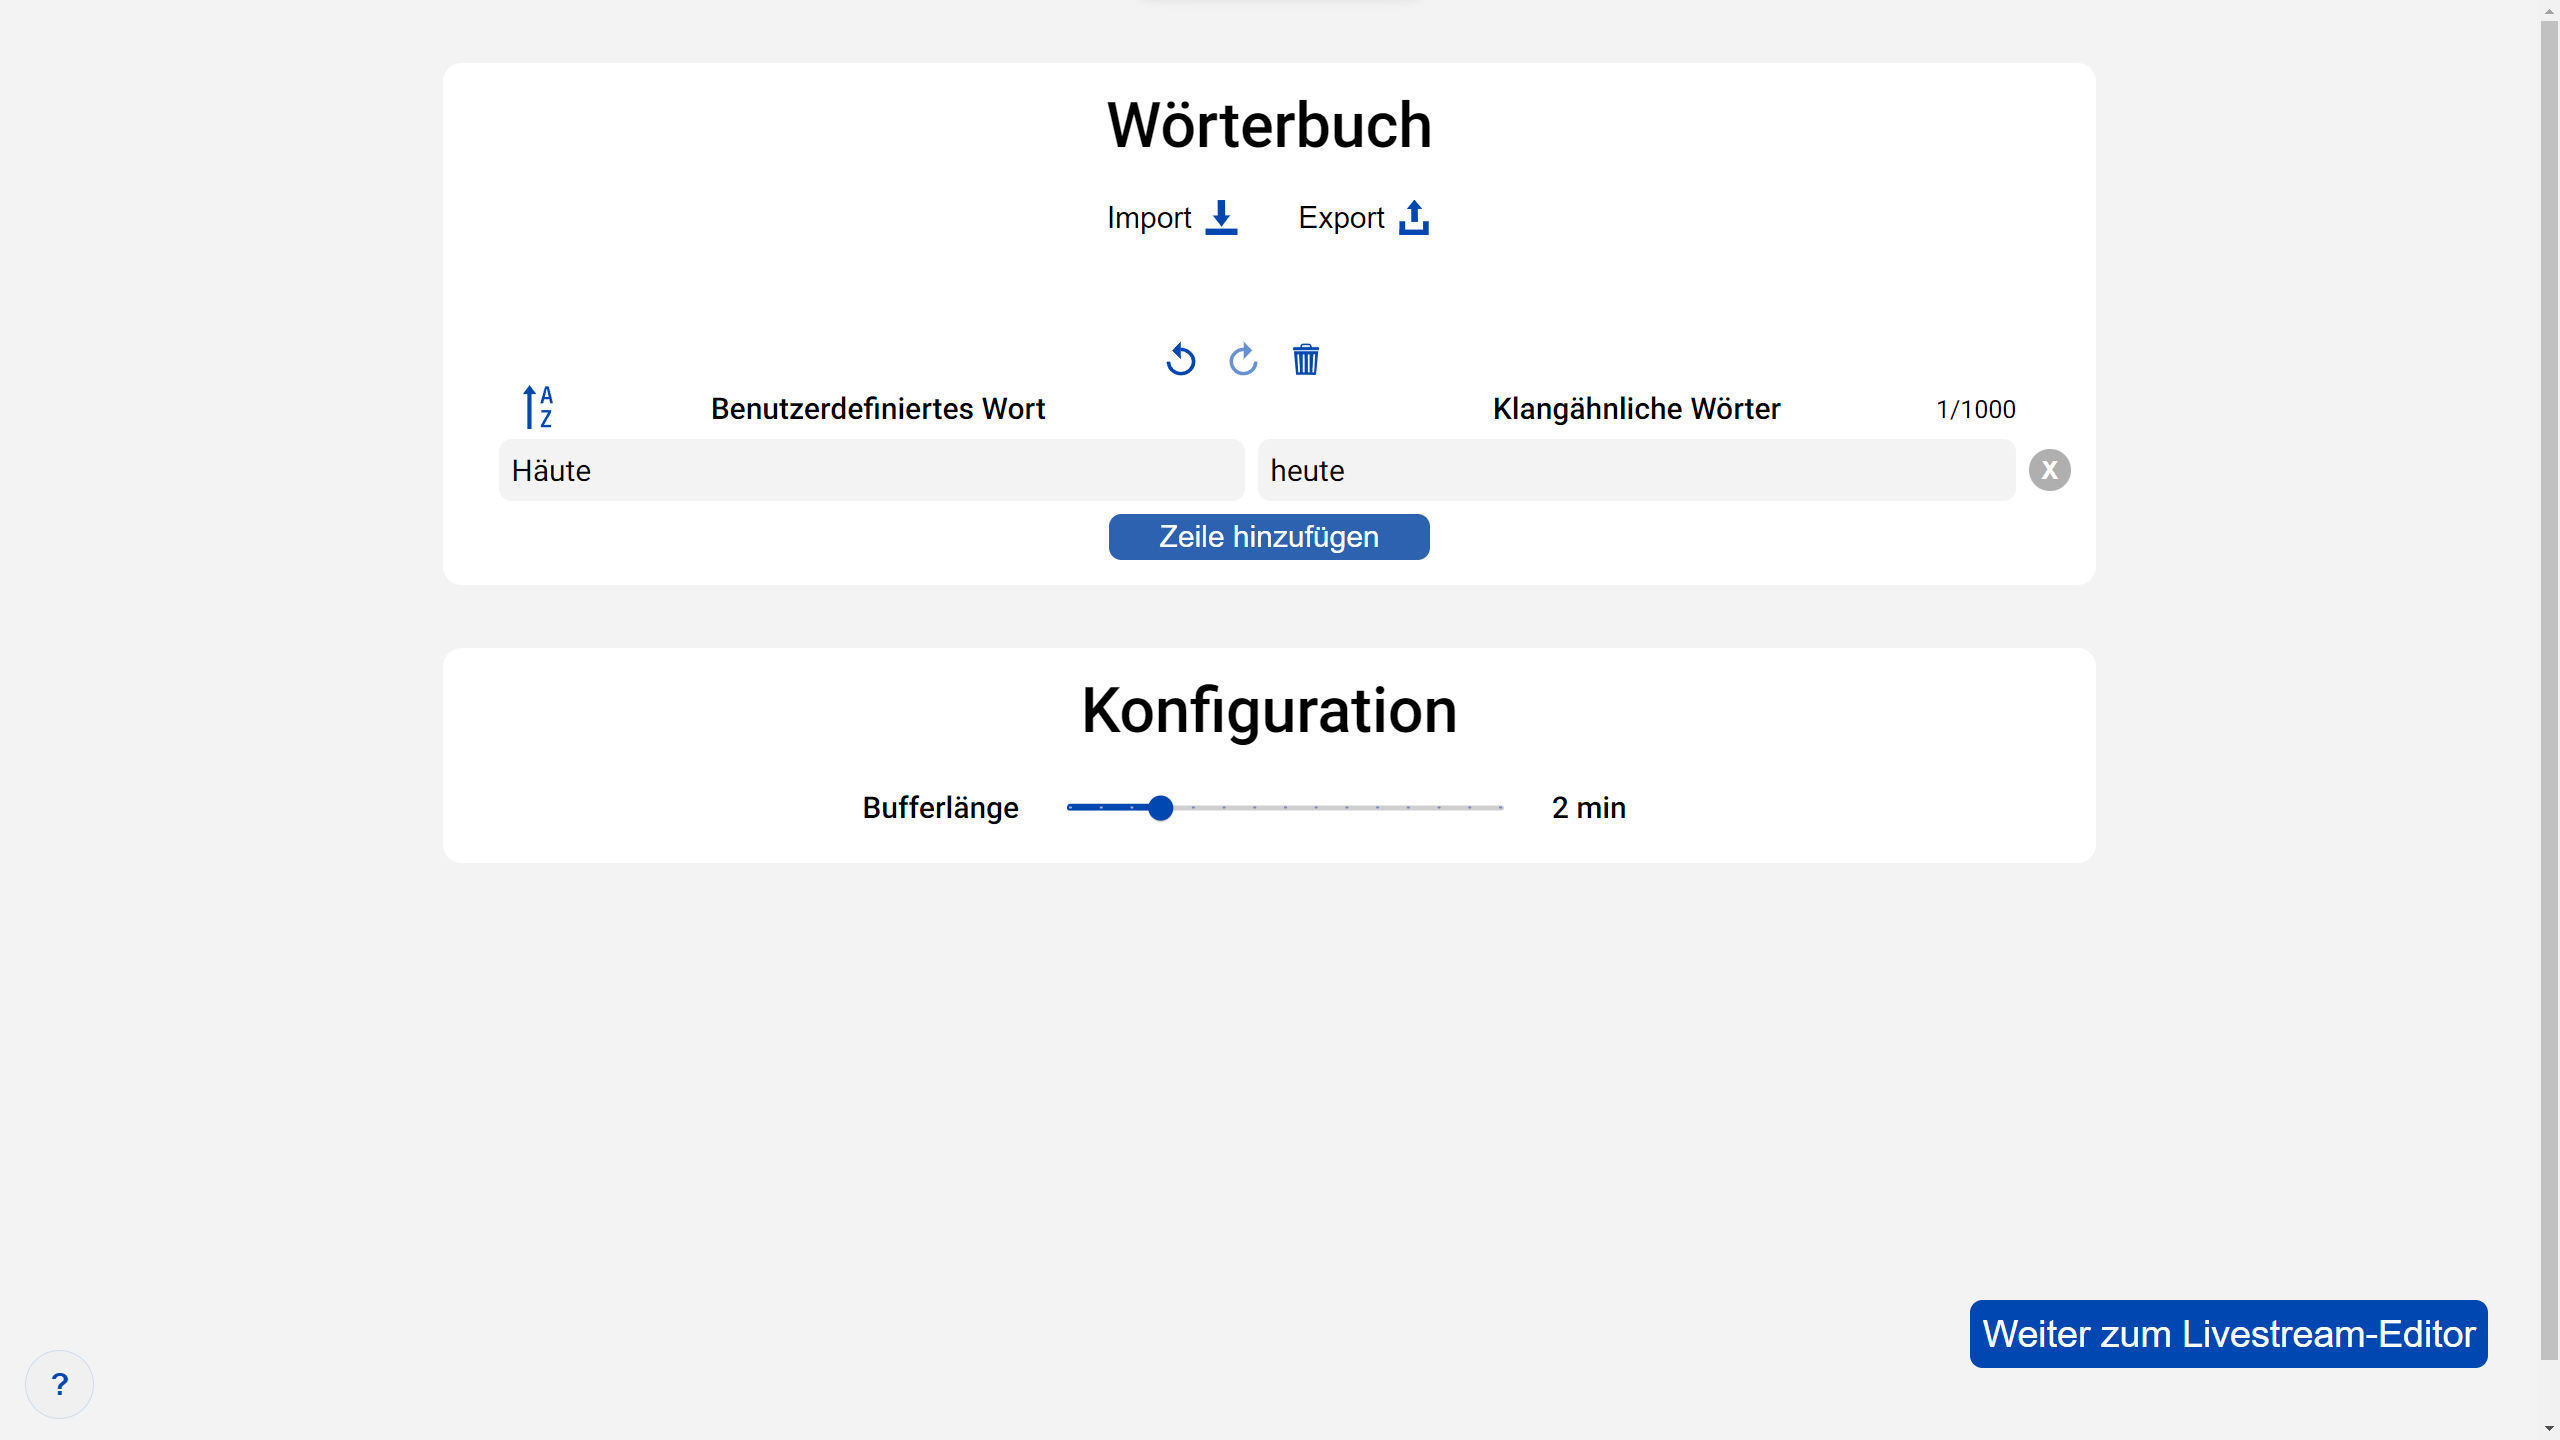 Wörterbuch
Import Export
A
Z
Benutzerdefiniertes Wort Klangähnliche Wörter 1/1000
Häute heute X
Zeile hinzufügen
Konfiguration
Bufferlänge 2 min
Weiter zum Livestream-Editor
?